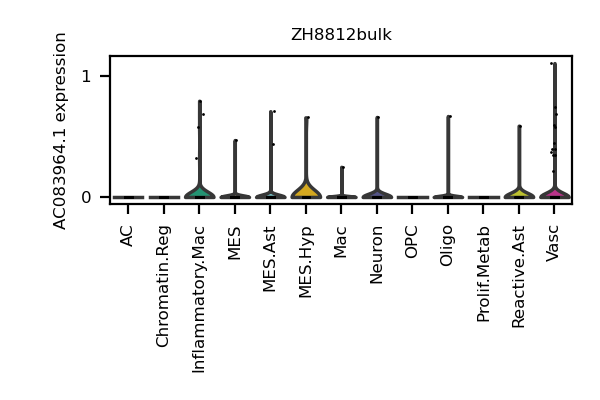 ZH8812bulk
AC083964.1 expression
1
0
AC
Chromatin.Reg
Inflammatory.Mac
MES
MES.Ast
MES.Hyp
Mac
Neuron
OPC
Oligo
Prolif.Metab
Reactive.Ast
Vasc